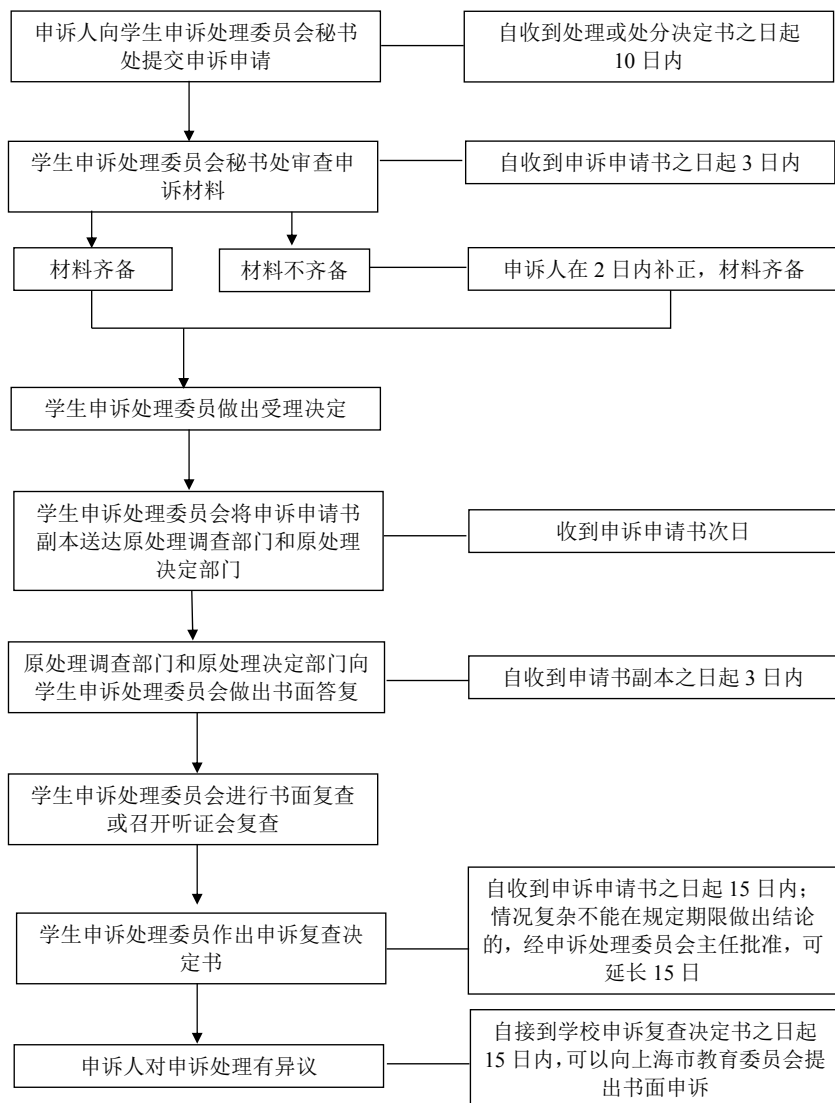 申诉人向学生申诉处理委员会秘书
处提交申诉申请
自收到处理或处分决定书之日起
10 日内
学生申诉处理委员会秘书处审查申
诉材料
自收到申诉申请书之日起 3 日内
材料齐备
材料不齐备
申诉人在 2 日内补正，材料齐备
学生申诉处理委员做出受理决定
学生申诉处理委员会将申诉申请书
副本送达原处理调查部门和原处理
决定部门
收到申诉申请书次日
原处理调查部门和原处理决定部门向
学生申诉处理委员会做出书面答复
自收到申请书副本之日起 3 日内
学生申诉处理委员会进行书面复查
或召开听证会复查
学生申诉处理委员作出申诉复查决
定书
自收到申诉申请书之日起 15 日内；
情况复杂不能在规定期限做出结论
的，经申诉处理委员会主任批准，可
延长 15 日
申诉人对申诉处理有异议
自接到学校申诉复查决定书之日起
15 日内，可以向上海市教育委员会提
出书面申诉